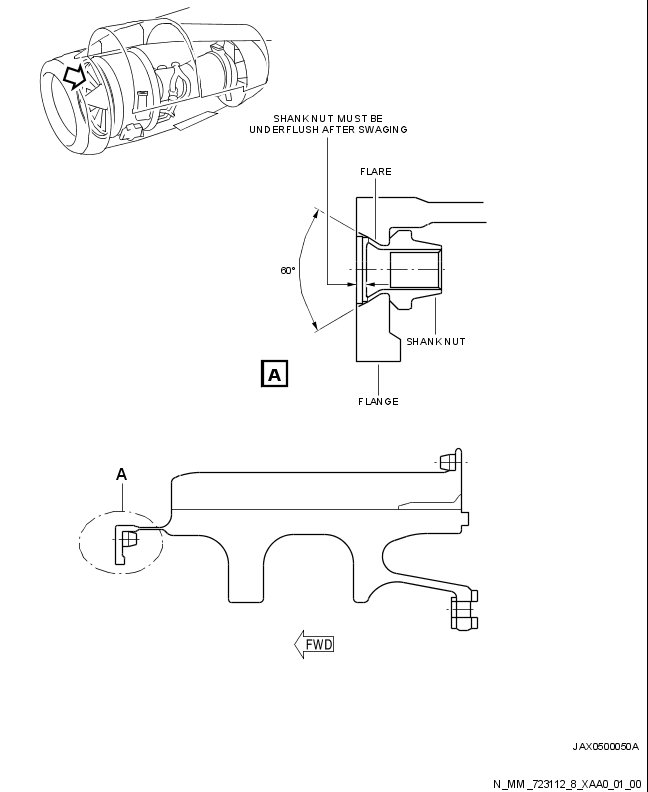 SHANK NUT MUST BE
UNDERFLUSH AFTER SWAGING
FLARE
60°
SHANK NUT
A
FLANGE
A
FWD
JAX0500050A
N_MM_723112_8_XAA0_01_00